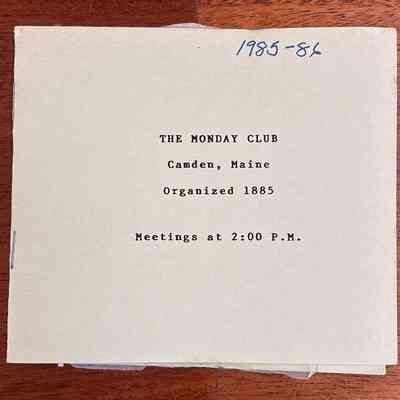 1985-86
THE MONDAY CLUB
Camden, Maine
Organized 1885
Meetings at 2:00 P.M.